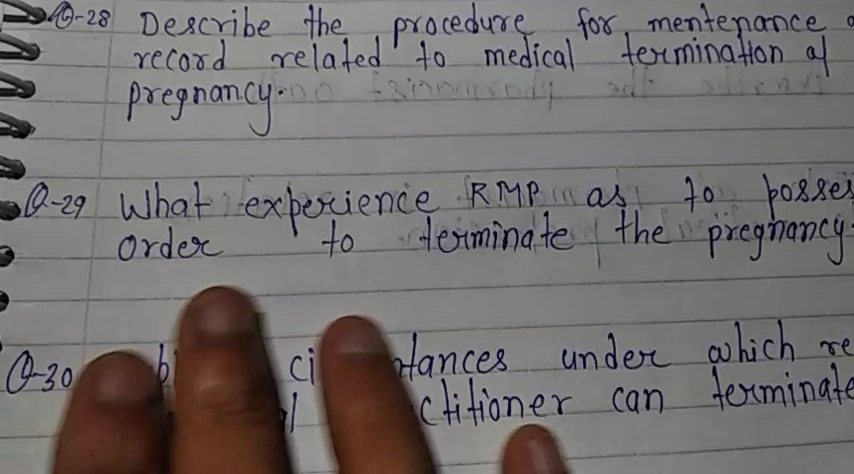 Q-28 Describe the procedure for mentenance
record related to medical termination of
pregnancy.
Q-29 What experience RMP as to posses
order to terminate the pregnancy.
Q-30 tances under which re
ctitioner can terminate